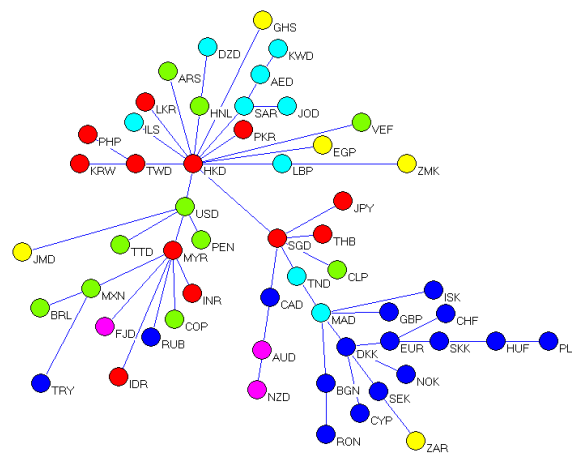 GHS
DZD
KWD
ARS
AED
LKR
HNL
SAR
JOD
ILS
PKR
VEF
PHP
EGP
KRW
TWD
HKD
LBP
ZMK
JPY
USD
THB
SGD
TTD
PEN
JMD
MYR
CLP
TND
MXN
INR
CAD
ISK
BRL
FJD
COP
MAD
GBP
CHF
RUB
DKK
EUR
SKK
HUF
PL
AUD
TRY
IDR
NZD
BGN
NOK
SEK
CYP
RON
ZAR